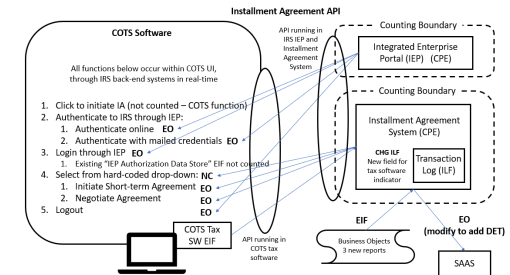 Installment Agreement API
COTS Software
All functions below occur within COTS UI,
through IRS back-end systems in real-time
1. Click to initiate IA (not counted – COTS function)
2. Authenticate to IRS through IEP:
1. Authenticate online EO
2. Authenticate with mailed credentials EO
3. Login through IEP EO
1. Existing "IEP Authorization Data Store" EIF not counted
4. Select from hard-coded drop-down: NC
1. Initiate Short-term Agreement EO
2. Negotiate Agreement EO
5. Logout EO
COTS Tax
SW EIF
API running in
IRS IEP and
Installment
Agreement
System
API running in
COTS tax
software
Counting Boundary
Integrated Enterprise
Portal (IEP) (CPE)
Counting Boundary
Installment Agreement
System (CPE)
CHG ILF
New field for
tax software
indicator
Transaction
Log (ILF)
EIF
Business Objects
3 new reports
EO
(modify to add DET)
SAAS